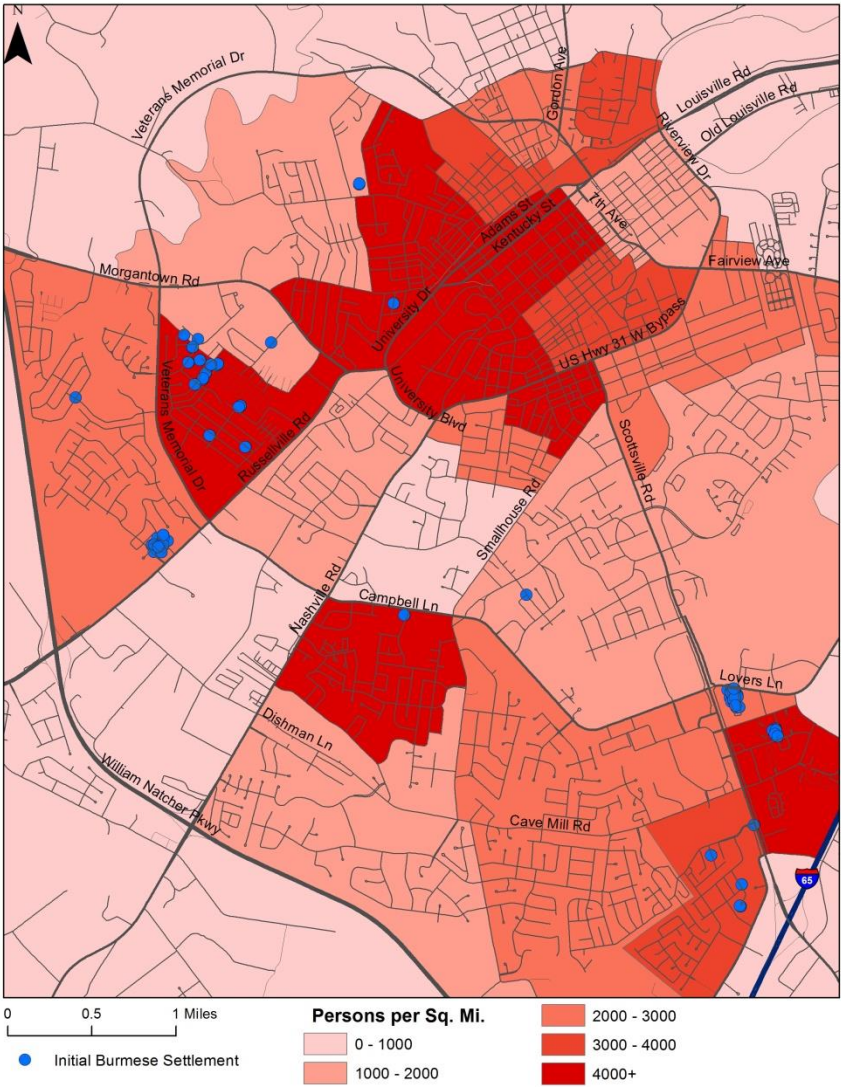 N
Veterans Memorial Dr
Gordon Ave
Louisville Rd
Old Louisville Rd
Riverview Dr
7th Ave
Adams St
Kentucky St
Fairview Ave
Morgantown Rd
University Dr
US Hwy 31 W Bypass
Veterans Memorial Dr
University Blvd
Russellville Rd
Scottsville Rd
Smallhouse Rd
Nashville Rd
Campbell Ln
Lovers Ln
Dishman Ln
William Natcher Pkwy
Cave Mill Rd
65
0 0.5 1 Miles
Initial Burmese Settlement
Persons per Sq. Mi.
0 - 1000
1000 - 2000
2000 - 3000
3000 - 4000
4000+